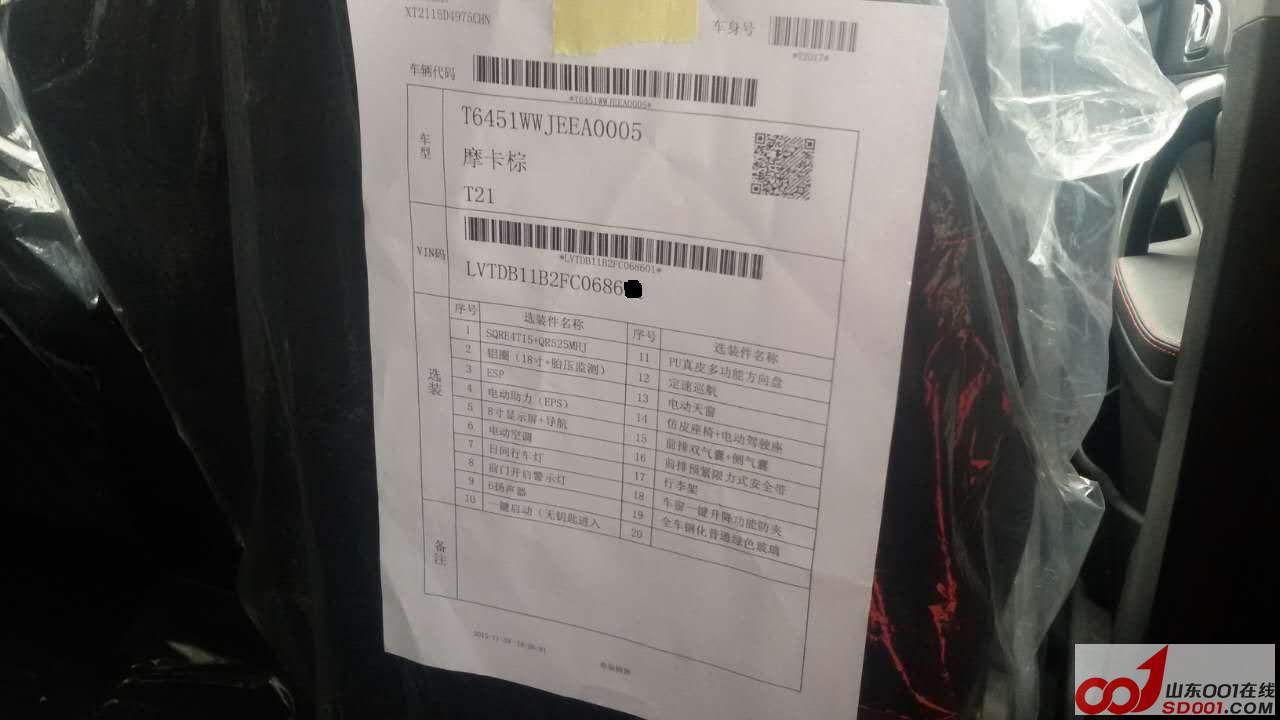 XT211BD4975CHN
车身号
车辆代码
*T6451WWJEEA0005*
车型
T6451WWJEEA0005
摩卡棕
T21
VIN码
*LVTDB11B2FC068601*
LVTDB11B2FC0686
选装
序号 选装件名称 序号 选装件名称
1 SQRE4T15+QR525MHJ 11 PU真皮多功能方向盘
2 铝圈（18寸+胎压监测） 12 定速巡航
3 ESP 13 电动天窗
4 电动助力（EPS） 14 仿皮座椅+电动驾驶座
5 8寸显示屏+导航 15 前排双气囊+侧气囊
6 电动空调 16 前排预紧限力式安全带
7 日间行车灯 17 行李架
8 前门开启警示灯 18 车窗一键升降功能防夹
9 6扬声器 19 全车钢化普通绿色玻璃
10 一键启动（无钥匙进入 20
备注
山东001在线
SD001.COM